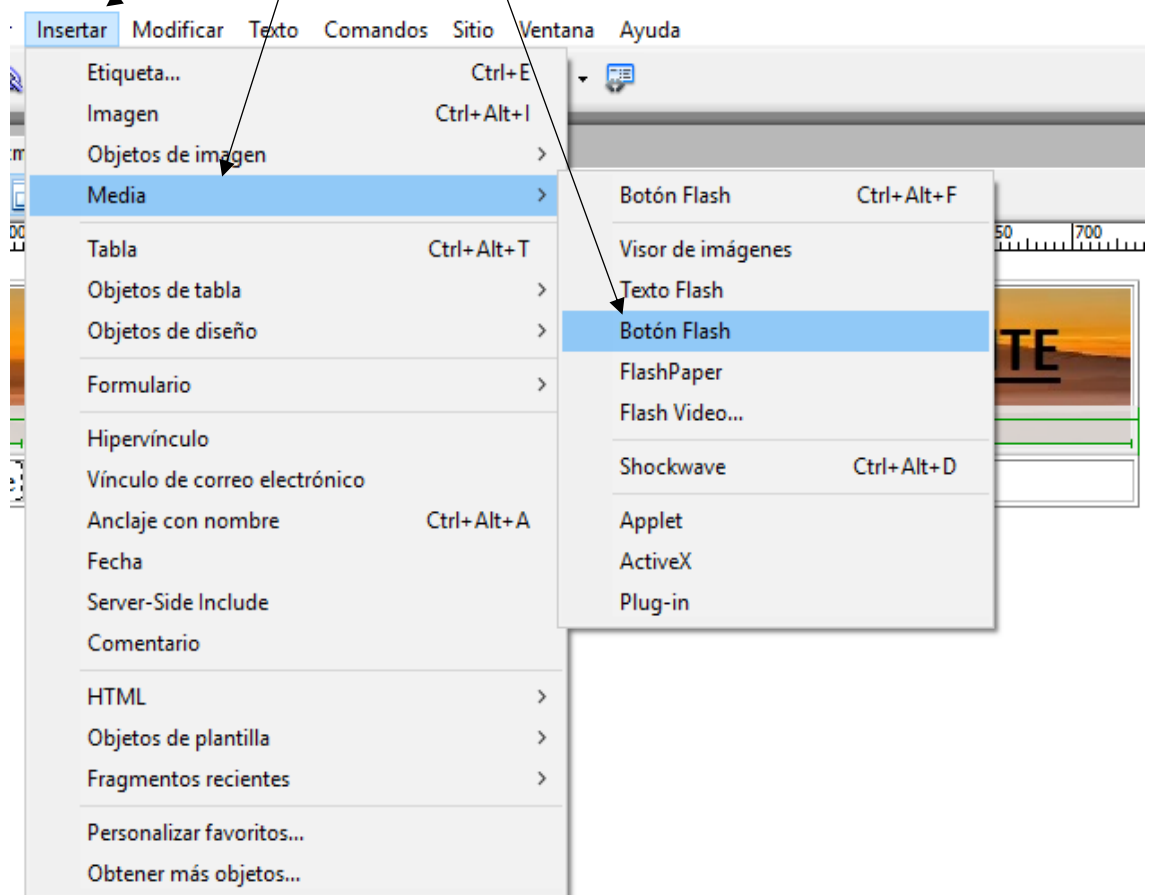 Insertar Modificar Texto Comandos Sitio Ventana Ayuda
Etiqueta... Ctrl+E
Imagen Ctrl+Alt+I
Objetos de imagen
Media
Tabla Ctrl+Alt+T
Objetos de tabla
Objetos de diseño
Formulario
Hipervínculo
Vínculo de correo electrónico
Anclaje con nombre Ctrl+Alt+A
Fecha
Server-Side Include
Comentario
HTML
Objetos de plantilla
Fragmentos recientes
Personalizar favoritos...
Obtener más objetos...
Botón Flash Ctrl+Alt+F
Visor de imágenes
Texto Flash
Botón Flash
FlashPaper
Flash Video...
Shockwave Ctrl+Alt+D
Applet
ActiveX
Plug-in
50 700
TE